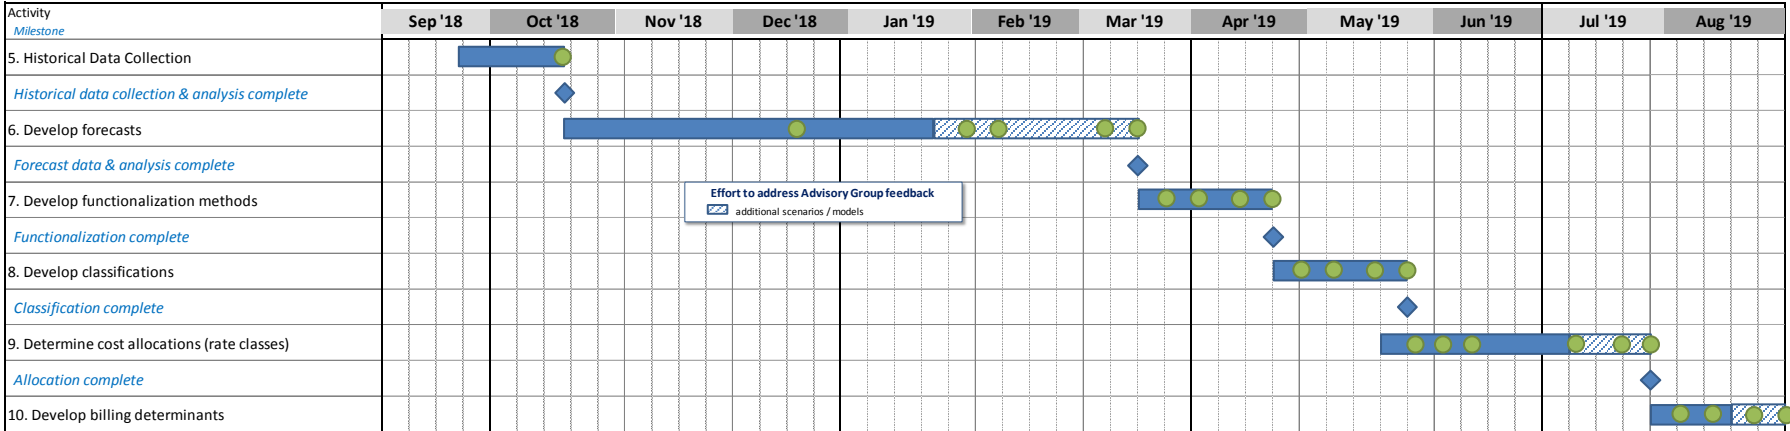 Activity
Milestone
Sep '18 Oct '18 Nov '18 Dec '18 Jan '19 Feb '19 Mar '19 Apr '19 May '19 Jun '19 Jul '19 Aug '19
5. Historical Data Collection
Historical data collection & analysis complete
6. Develop forecasts
Forecast data & analysis complete
Effort to address Advisory Group feedback
7. Develop functionalization methods
additional scenarios / models
Functionalization complete
8. Develop classifications
Classification complete
9. Determine cost allocations (rate classes)
Allocation complete
10. Develop billing determinants